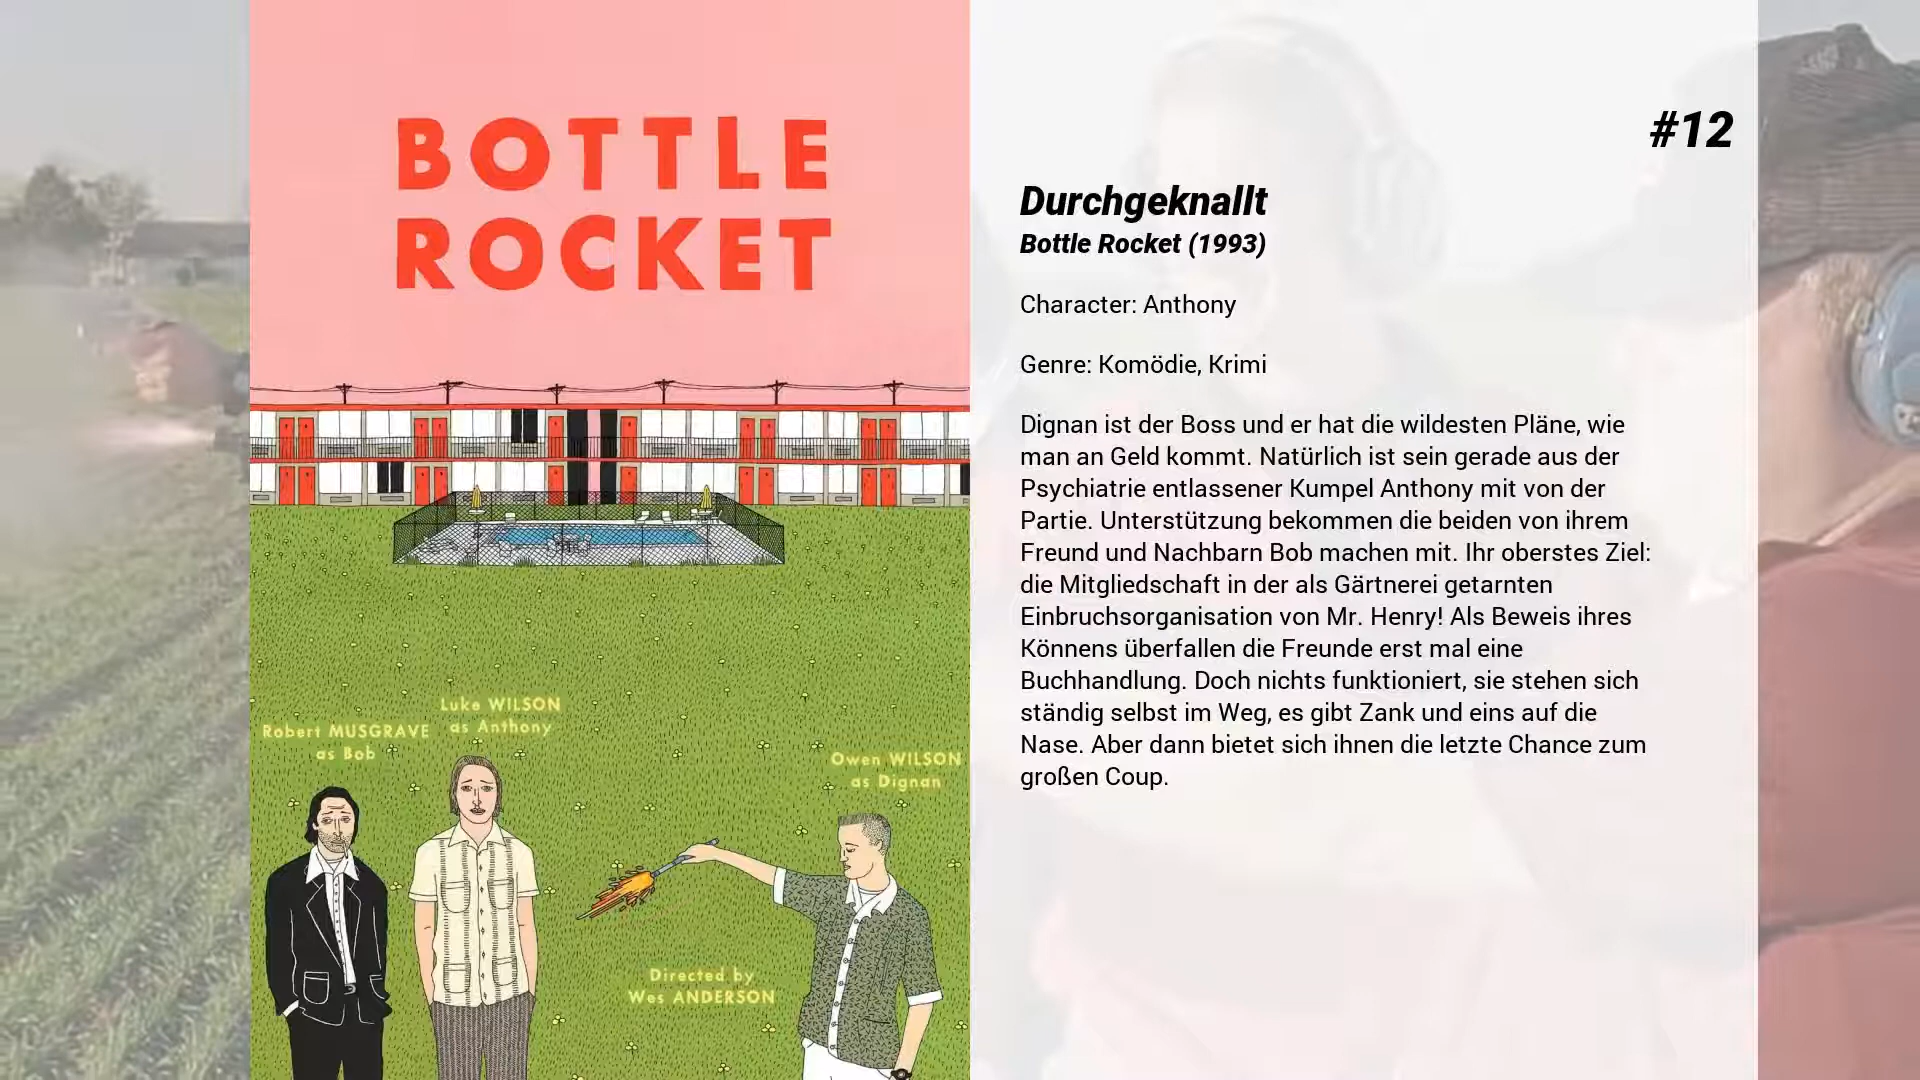 BOTTLE
ROCKET
Luke WILSON
as Anthony
Robert MUSGRAVE
as Bob
Owen WILSON
as Dignan
Directed by
Wes ANDERSON
#12
Durchgeknallt
Bottle Rocket (1993)
Character: Anthony
Genre: Komödie, Krimi
Dignan ist der Boss und er hat die wildesten Pläne, wie
man an Geld kommt. Natürlich ist sein gerade aus der
Psychiatrie entlassener Kumpel Anthony mit von der
Partie. Unterstützung bekommen die beiden von ihrem
Freund und Nachbarn Bob machen mit. Ihr oberstes Ziel:
die Mitgliedschaft in der als Gärtnerei getarnten
Einbruchsorganisation von Mr. Henry! Als Beweis ihres
Könnens überfallen die Freunde erst mal eine
Buchhandlung. Doch nichts funktioniert, sie stehen sich
ständig selbst im Weg, es gibt Zank und eins auf die
Nase. Aber dann bietet sich ihnen die letzte Chance zum
großen Coup.